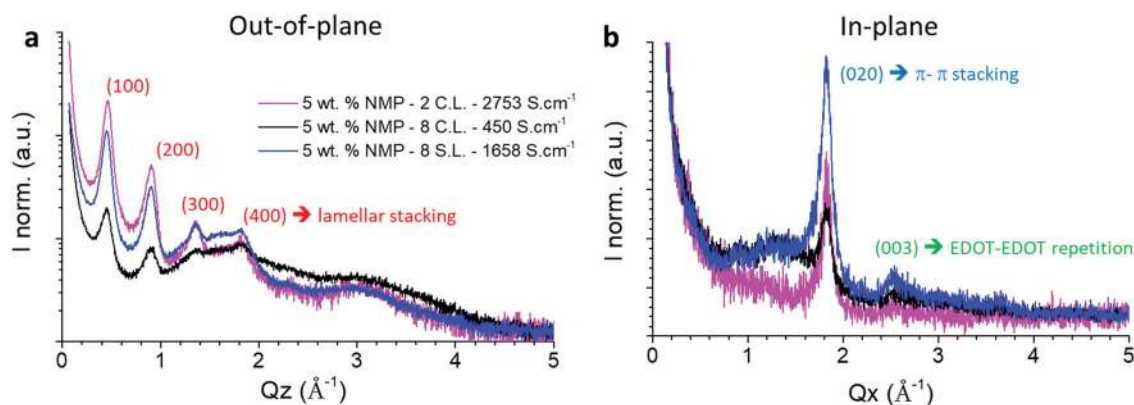 Out-of-plane
a
(100)
5 wt. % NMP - 2 C.L. - 2753 S.cm⁻¹
5 wt. % NMP - 8 C.L. - 450 S.cm⁻¹
5 wt. % NMP - 8 S.L. - 1658 S.cm⁻¹
(200)
(300)
(400) ➔ lamellar stacking
I norm. (a.u.)
0 1 2 3 4 5
Qz (Å⁻¹)
In-plane
b
(020) ➔ π- π stacking
(003) ➔ EDOT-EDOT repetition
I norm. (a.u.)
0 1 2 3 4 5
Qx (Å⁻¹)